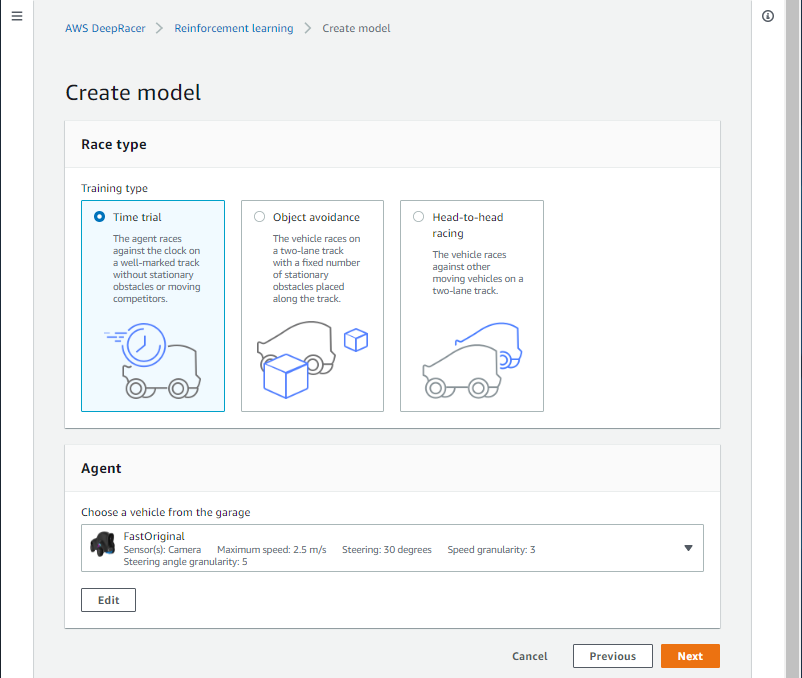 AWS DeepRacer > Reinforcement learning > Create model
Create model
Race type
Training type
Time trial
The agent races
against the clock on
a well-marked track
without stationary
obstacles or moving
competitors.
Object avoidance
The vehicle races on
a two-lane track
with a fixed number
of stationary
obstacles placed
along the track.
Head-to-head
racing
The vehicle races
against other
moving vehicles on a
two-lane track.
Agent
Choose a vehicle from the garage
FastOriginal
Sensor(s): Camera Maximum speed: 2.5 m/s Steering: 30 degrees Speed granularity: 3
Steering angle granularity: 5
Edit
Cancel Previous Next